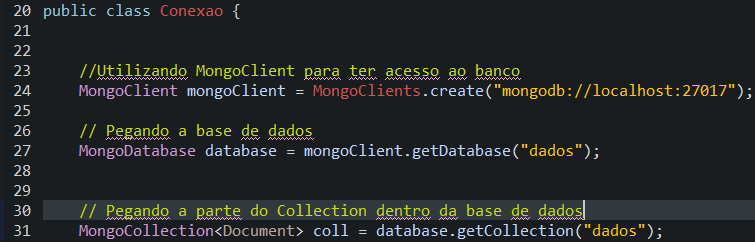 20 public class Conexao {
21
22
23 //Utilizando MongoClient para ter acesso ao banco
24 MongoClient mongoClient = MongoClients.create("mongodb://localhost:27017");
25
26 // Pegando a base de dados
27 MongoDatabase database = mongoClient.getDatabase("dados");
28
29
30 // Pegando a parte do Collection dentro da base de dados
31 MongoCollection<Document> coll = database.getCollection("dados");